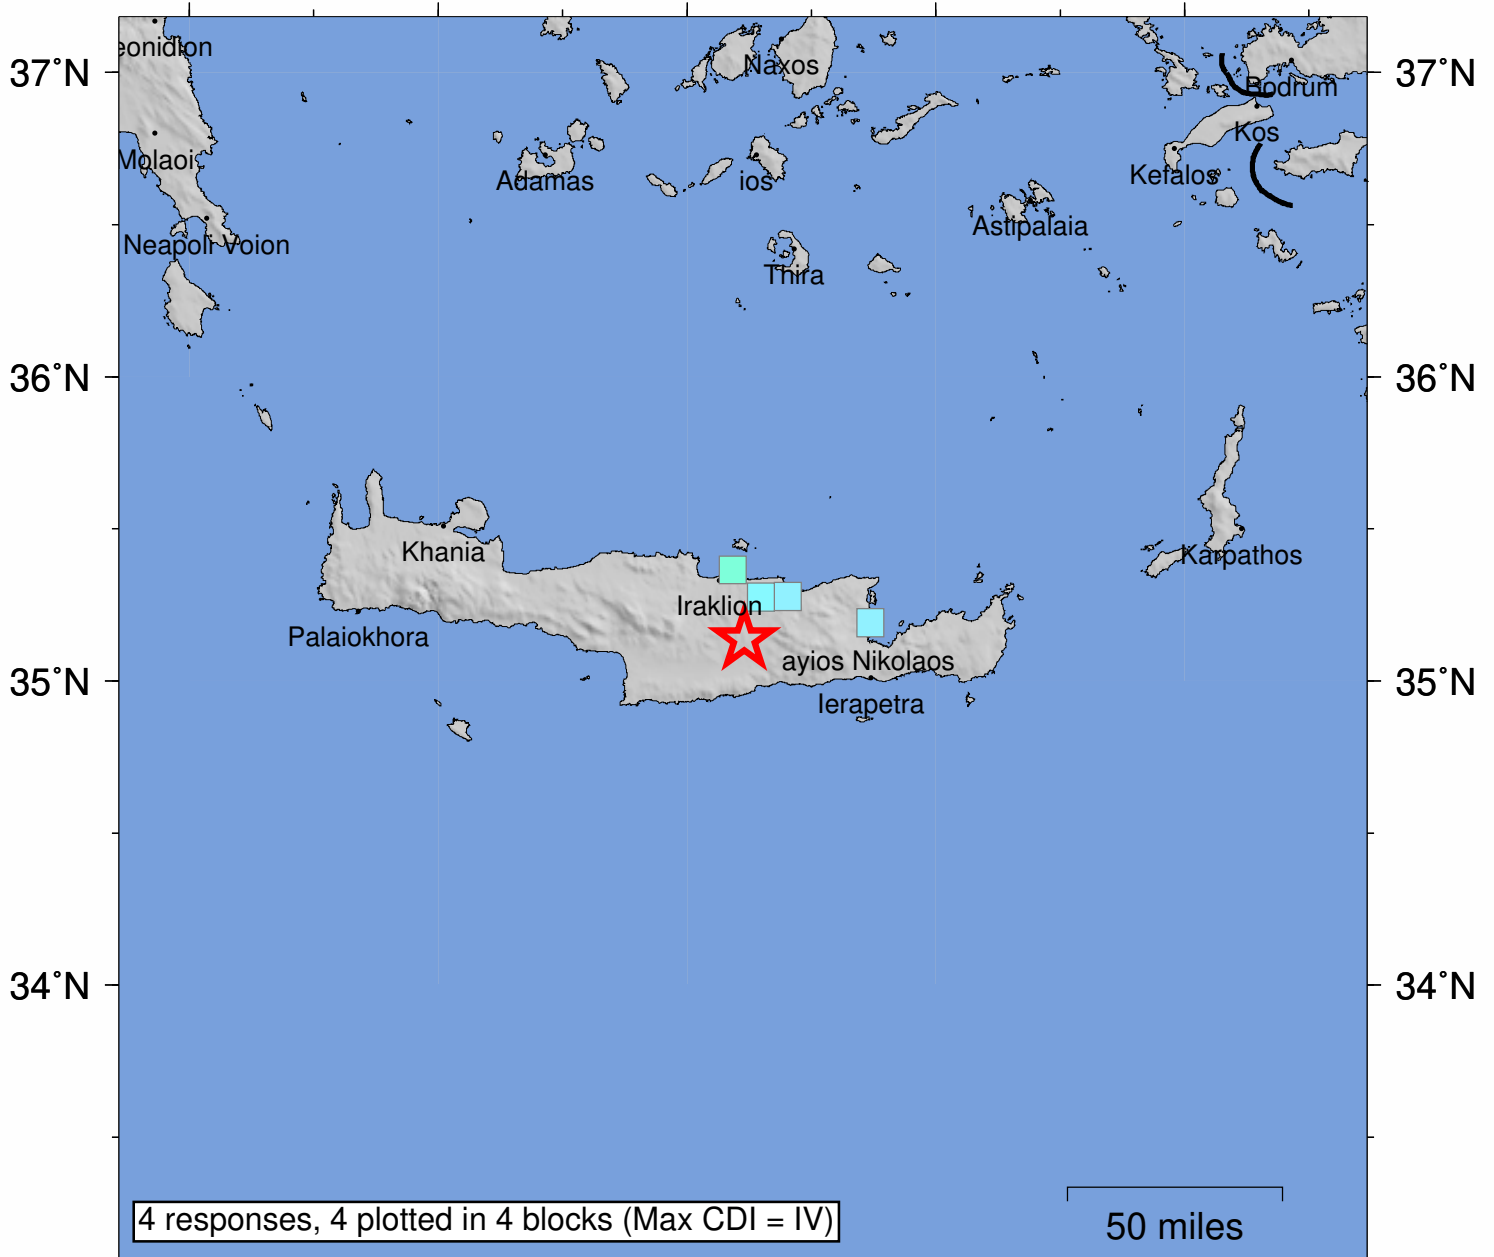 eonidion
37°N
37°N
Naxos
Bodrum
Kos
Molaoi
Adamas
ios
Kefalos
Astipalaia
Neapoli Voion
Thira
36°N
36°N
Khania
Karpathos
Iraklion
Palaiokhora
ayios Nikolaos
35°N
35°N
Ierapetra
34°N
34°N
4 responses, 4 plotted in 4 blocks (Max CDI = IV)
50 miles